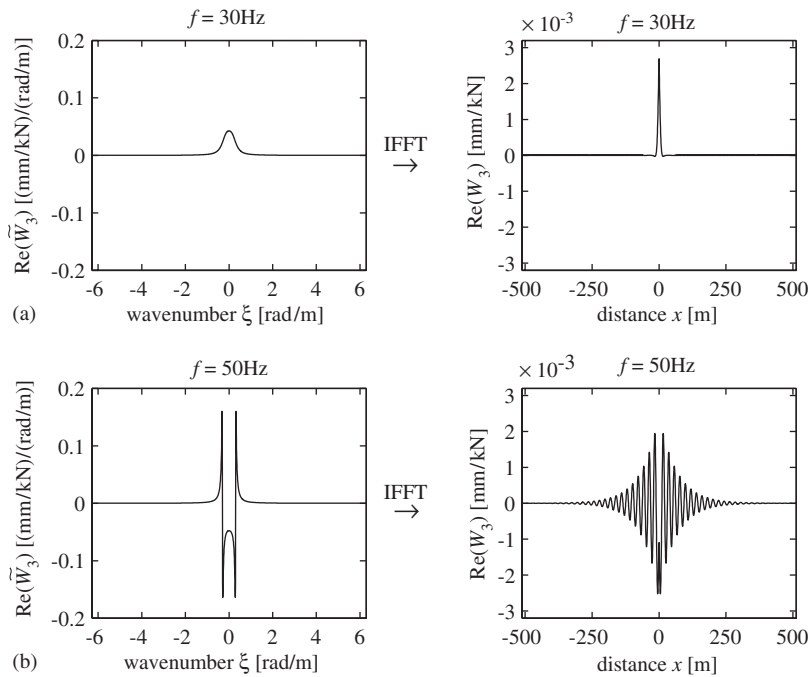 f = 30Hz
0.2
0.1
0
-0.1
-0.2
Re(W̃₃) [(mm/kN)/(rad/m)]
-6 -4 -2 0 2 4 6
wavenumber ξ [rad/m]
(a)
IFFT
→
× 10⁻³
f = 30Hz
3
2
1
0
-1
-2
-3
Re(W₃) [mm/kN]
-500 -250 0 250 500
distance x [m]
f = 50Hz
0.2
0.1
0
-0.1
-0.2
Re(W̃₃) [(mm/kN)/(rad/m)]
-6 -4 -2 0 2 4 6
wavenumber ξ [rad/m]
(b)
IFFT
→
× 10⁻³
f = 50Hz
3
2
1
0
-1
-2
-3
Re(W₃) [mm/kN]
-500 -250 0 250 500
distance x [m]